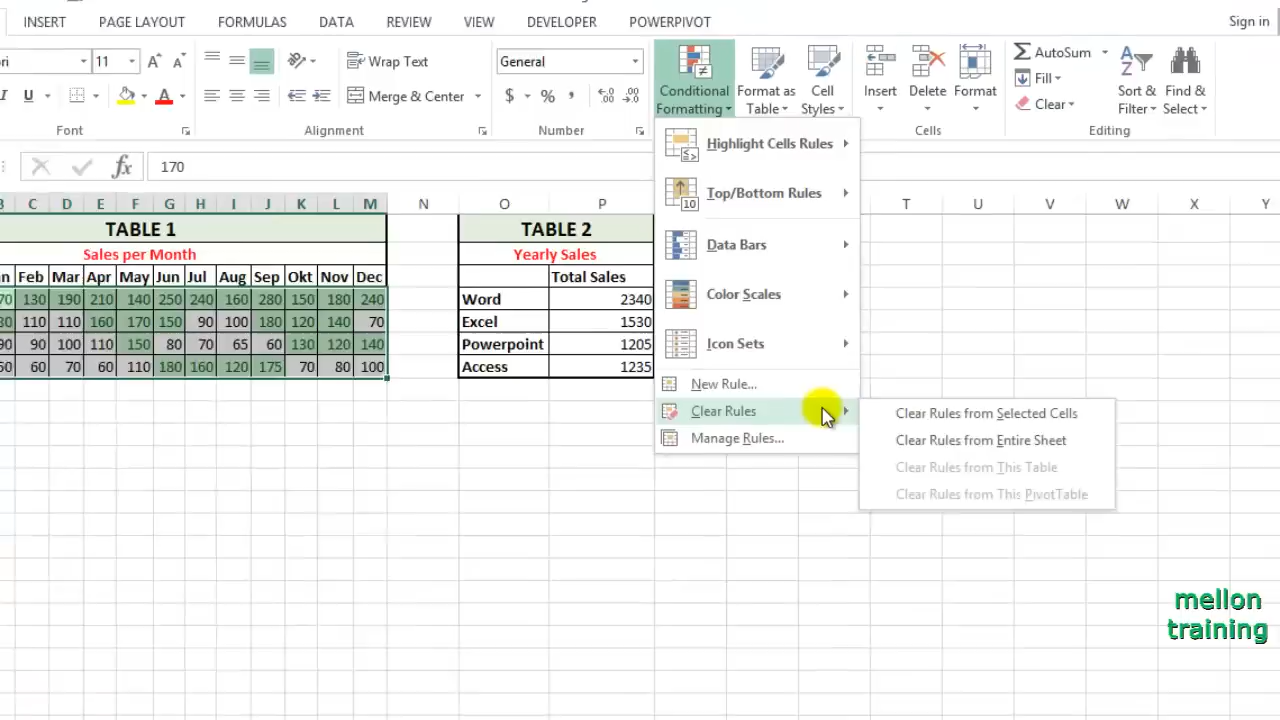 INSERT PAGE LAYOUT FORMULAS DATA REVIEW VIEW DEVELOPER POWERPIVOT Sign in
11 Wrap Text General Conditional Formatting Format as Table Cell Styles Insert Delete Format AutoSum Fill Clear Sort & Filter Find & Select
U Merge & Center $ % ,
Font Alignment Number Cells Editing
fx 170
C D E F G H I J K L M N O P T U V W X Y
TABLE 1 TABLE 2
Sales per Month Yearly Sales
Feb Mar Apr May Jun Jul Aug Sep Okt Nov Dec Total Sales
130 190 210 140 250 240 160 280 150 180 240 Word 2340
110 110 160 170 150 90 100 180 120 140 70 Excel 1530
90 100 110 150 80 70 65 60 130 120 140 Powerpoint 1205
60 70 60 110 180 160 120 175 70 80 100 Access 1235
Highlight Cells Rules
Top/Bottom Rules
Data Bars
Color Scales
Icon Sets
New Rule...
Clear Rules
Manage Rules...
Clear Rules from Selected Cells
Clear Rules from Entire Sheet
Clear Rules from This Table
Clear Rules from This PivotTable
mellon
training